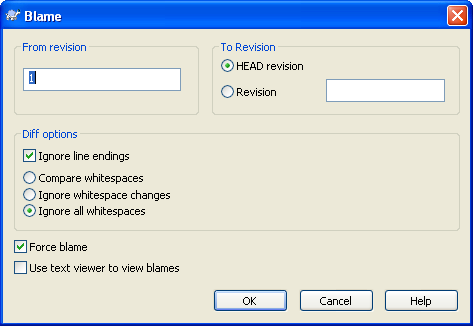 Blame
From revision
To Revision
1
HEAD revision
Revision
Diff options
Ignore line endings
Compare whitespaces
Ignore whitespace changes
Ignore all whitespaces
Force blame
Use text viewer to view blames
OK Cancel Help